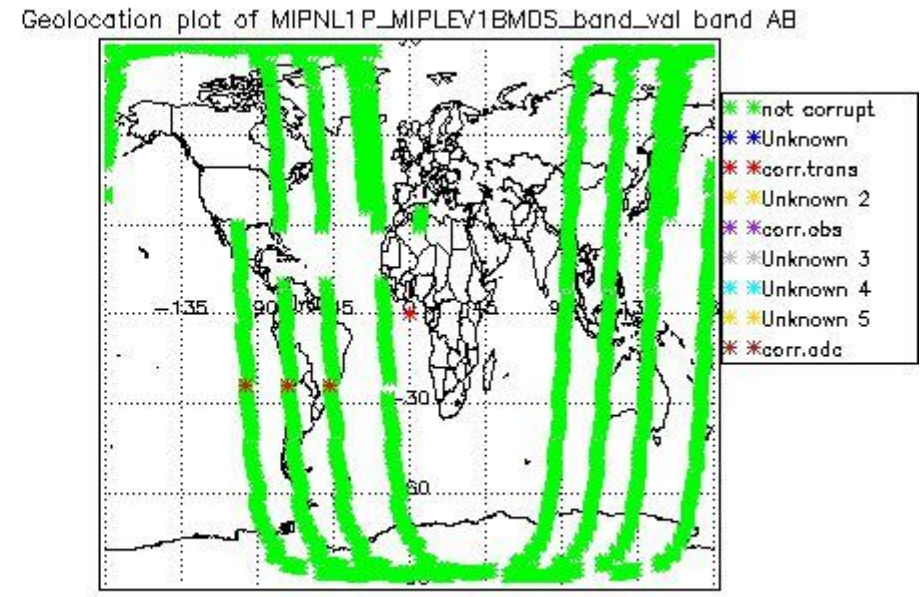 Geolocation plot of MIPNL1P_MIPLEV1BMDS_band_val band AB
60
-135
45
-30
not corrupt
Unknown
corr.trans
Unknown 2
corr.obs
Unknown 3
Unknown 4
Unknown 5
corr.adc